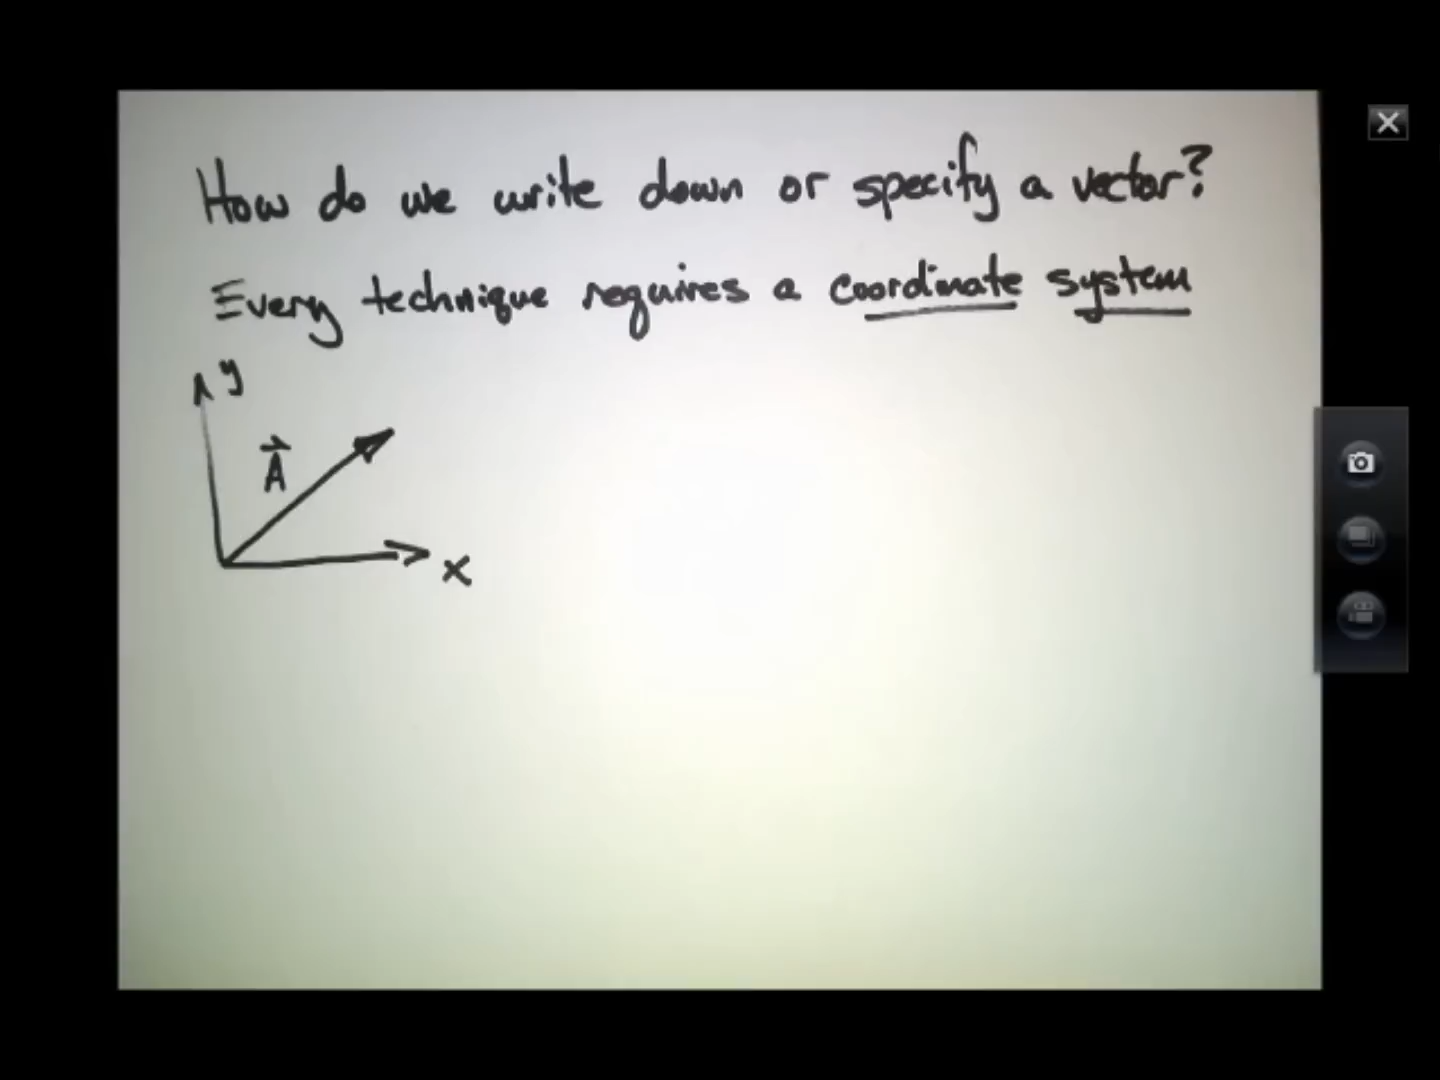 How do we write down or specify a vector?
Every technique requires a coordinate system
y
A⃗
x